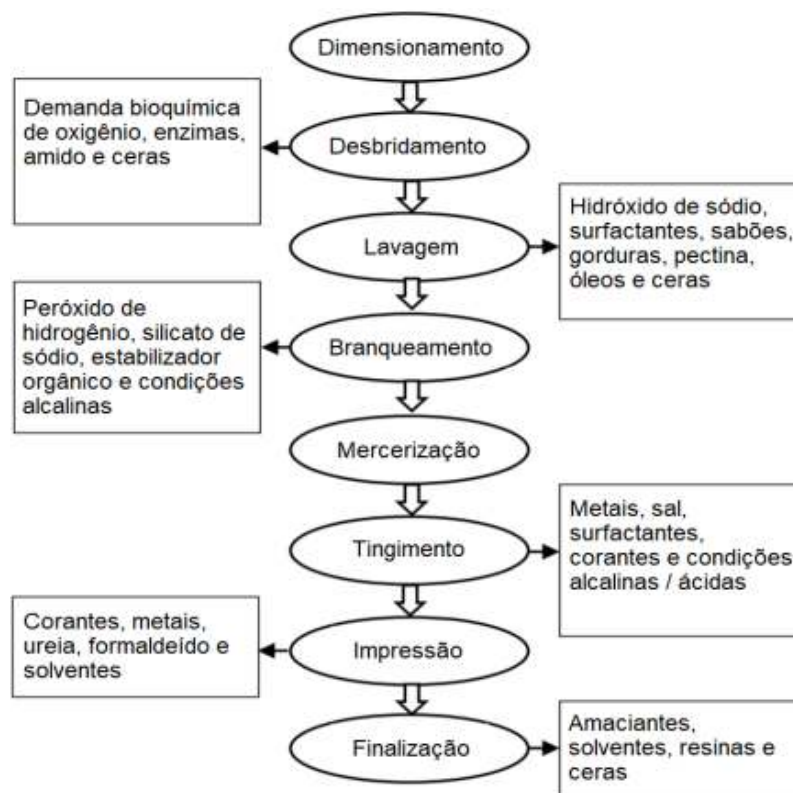 Dimensionamento
Demanda bioquímica
de oxigênio, enzimas,
amido e ceras
Desbridamento
Lavagem
Hidróxido de sódio,
surfactantes, sabões,
gorduras, pectina,
óleos e ceras
Peróxido de
hidrogênio, silicato de
sódio, estabilizador
orgânico e condições
alcalinas
Branqueamento
Mercerização
Tingimento
Metais, sal,
surfactantes,
corantes e condições
alcalinas / ácidas
Corantes, metais,
ureia, formaldeído e
solventes
Impressão
Finalização
Amaciantes,
solventes, resinas e
ceras